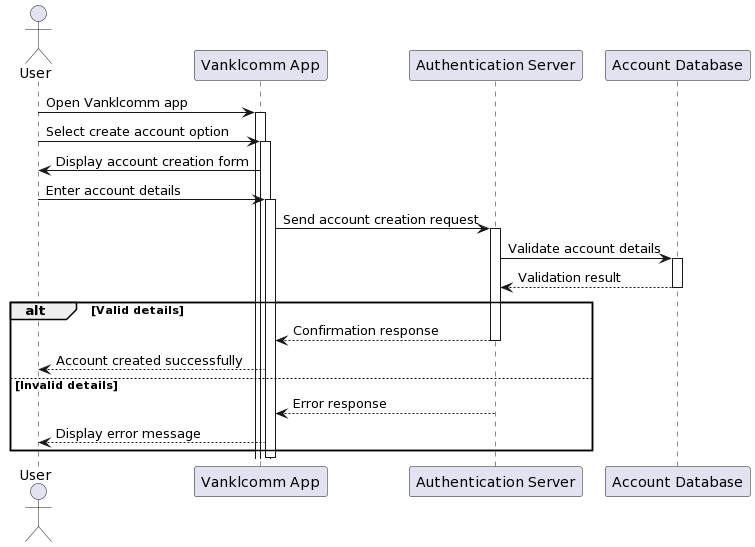 User
Vanklcomm App
Authentication Server
Account Database
Open Vanklcomm app
Select create account option
Display account creation form
Enter account details
Send account creation request
Validate account details
Validation result
alt [Valid details]
Confirmation response
Account created successfully
[Invalid details]
Error response
Display error message
User
Vanklcomm App
Authentication Server
Account Database